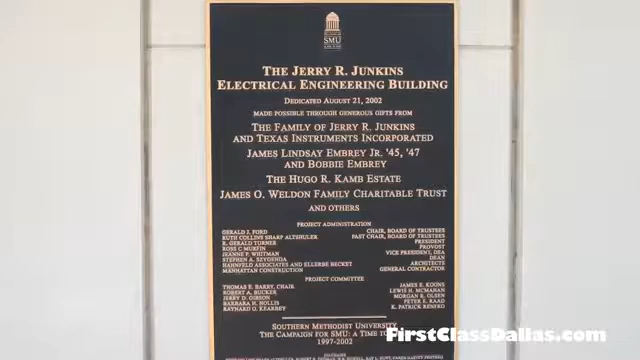 SMU
THE JERRY R. JUNKINS
ELECTRICAL ENGINEERING BUILDING
DEDICATED AUGUST 21, 2002
MADE POSSIBLE THROUGH GENEROUS GIFTS FROM
THE FAMILY OF JERRY R. JUNKINS
AND TEXAS INSTRUMENTS INCORPORATED
JAMES LINDSAY EMBREY JR. '45, '47
AND BOBBIE EMBREY
THE HUGO R. KAMB ESTATE
JAMES O. WELDON FAMILY CHARITABLE TRUST
AND OTHERS
PROJECT ADMINISTRATION
GERALD J. FORD CHAIR, BOARD OF TRUSTEES
RUTH COLLINS SHARP ALTSHULER PAST CHAIR, BOARD OF TRUSTEES
R. GERALD TURNER PRESIDENT
ROSS C MURFIN PROVOST
JEANNE P. WHITMAN VICE PRESIDENT, DEA
STEPHEN A. SZYGENDA DEAN
HAHNFELD ASSOCIATES AND ELLERBE BECKET ARCHITECTS
MANHATTAN CONSTRUCTION GENERAL CONTRACTOR
PROJECT COMMITTEE
THOMAS E. BARRY, CHAIR JAMES E. KOONS
ROBERT A. BUCKER LEWIS H. MCMAHAN
JERRY D. GIBSON MORGAN R. OLSEN
BARBARA H. HOLLIS PETER E. RAAD
RAYNARD O. KEARBEY K. PATRICK RENERO
SOUTHERN METHODIST UNIVERSITY
THE CAMPAIGN FOR SMU: A TIME TO
1997-2002
FirstClassDallas.com